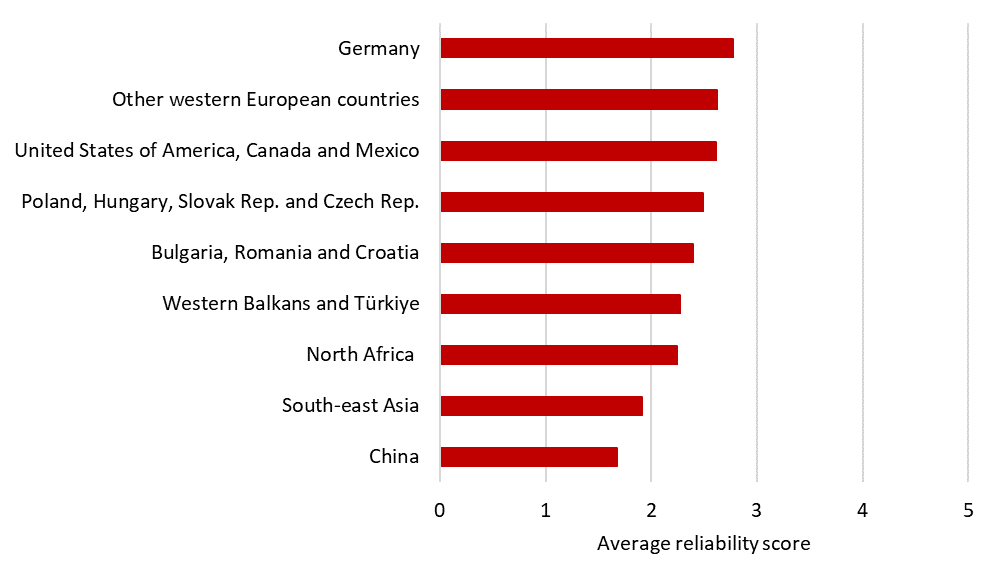 Germany
Other western European countries
United States of America, Canada and Mexico
Poland, Hungary, Slovak Rep. and Czech Rep.
Bulgaria, Romania and Croatia
Western Balkans and Türkiye
North Africa
South-east Asia
China
0 1 2 3 4 5
Average reliability score